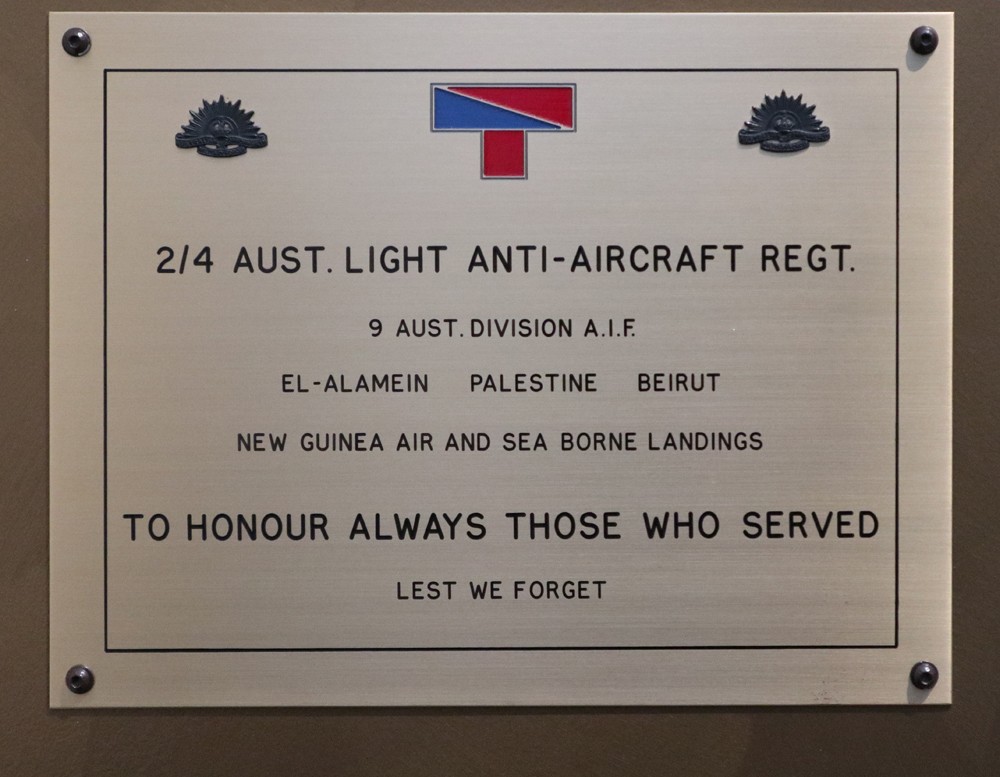 2/4 AUST. LIGHT ANTI-AIRCRAFT REGT.
9 AUST. DIVISION A.I.F.
EL-ALAMEIN PALESTINE BEIRUT
NEW GUINEA AIR AND SEA BORNE LANDINGS
TO HONOUR ALWAYS THOSE WHO SERVED
LEST WE FORGET